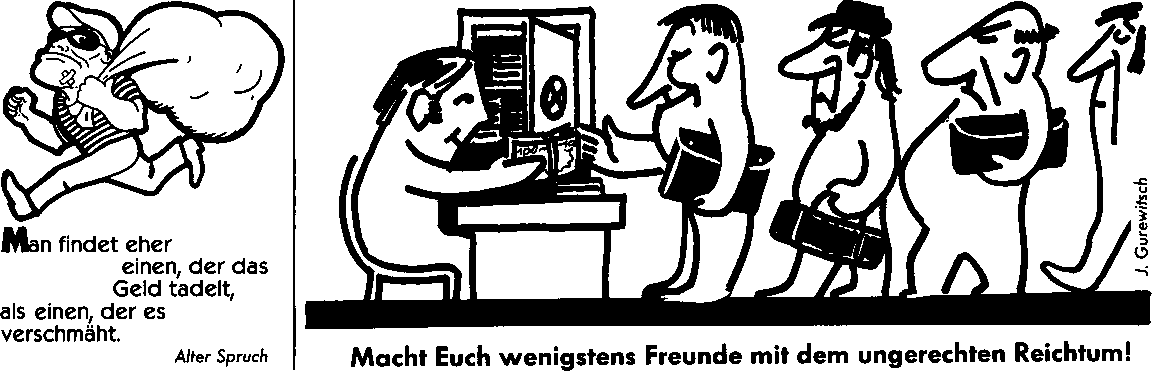 Man findet eher
einen, der das
Geld tadelt,
als einen, der es
verschmäht.
Alter Spruch
100
J. Gurewitsch
Macht Euch wenigstens Freunde mit dem ungerechten Reichtum!